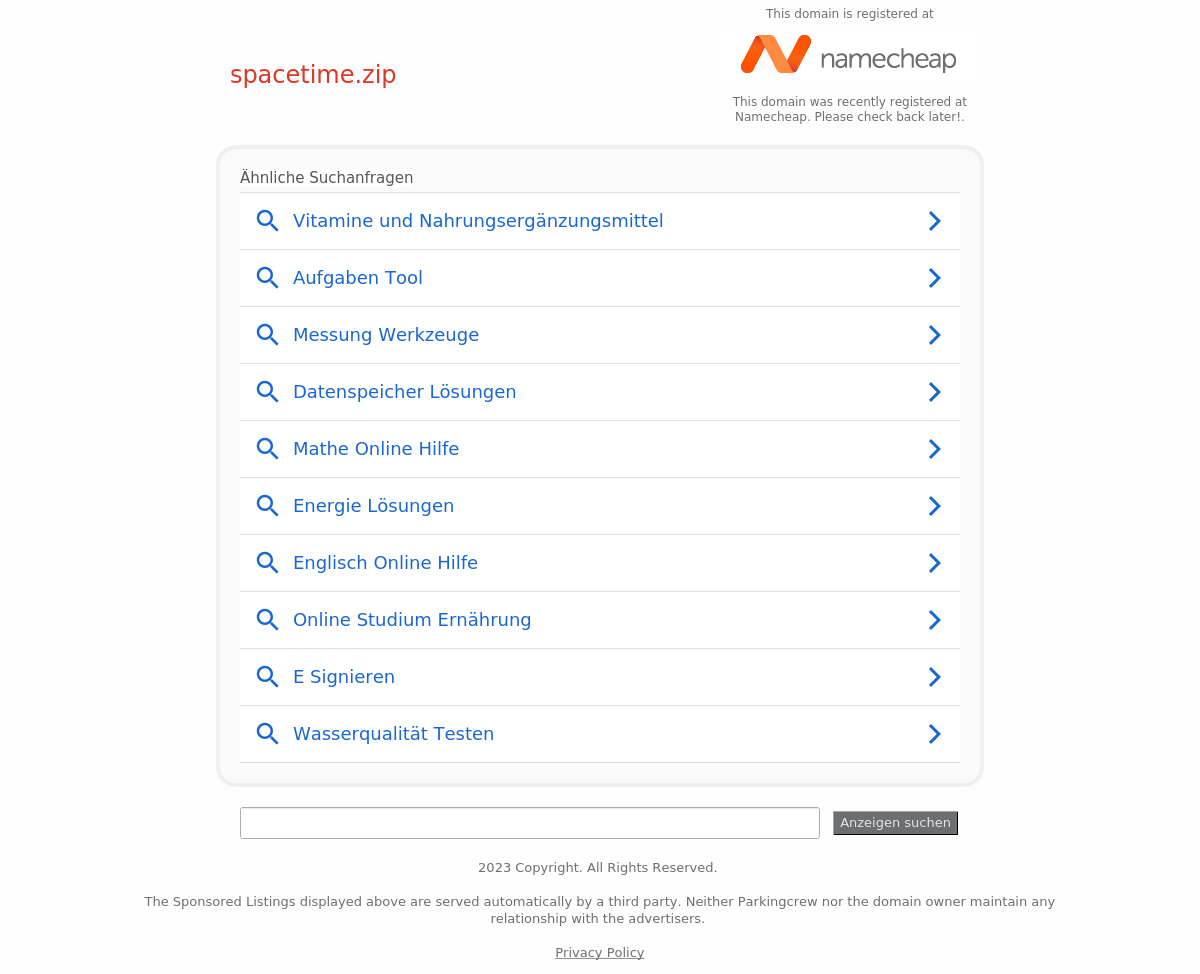 This domain is registered at
namecheap
spacetime.zip
This domain was recently registered at
Namecheap. Please check back later!.
Ähnliche Suchanfragen
Vitamine und Nahrungsergänzungsmittel
Aufgaben Tool
Messung Werkzeuge
Datenspeicher Lösungen
Mathe Online Hilfe
Energie Lösungen
Englisch Online Hilfe
Online Studium Ernährung
E Signieren
Wasserqualität Testen
Anzeigen suchen
2023 Copyright. All Rights Reserved.
The Sponsored Listings displayed above are served automatically by a third party. Neither Parkingcrew nor the domain owner maintain any
relationship with the advertisers.
Privacy Policy